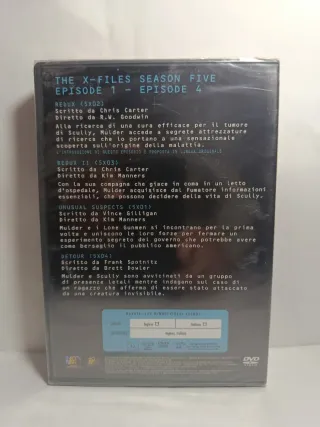 THE X-FILES SEASON FIVE
EPISODE 1 - EPISODE 4
REDUX (5X02)
Scritto da Chris Carter
Diretto da R.W. Goodwin
Alla ricerca di una cura efficace per il tumore
di Scully, Mulder accede a segrete attrezzature
di ricerca che lo portano a una sensazionale
scoperta sull'origine della malattia.
REDUX II (5X03)
Scritto da Chris Carter
Diretto da Kim Manners
Con la sua compagna che giace in coma in un letto
d'ospedale, Mulder acquisisce dal Fumatore informazioni
essenziali, che possono decidere della vita di Scully.
UNUSUAL SUSPECTS (5X01)
Scritto da Vince Gilligan
Diretto da Kim Manners
Mulder e i Lone Gunman si incontrano per la prima
volta e uniscono le loro forze per fermare un
esperimento segreto del governo che potrebbe avere
come bersaglio il pubblico americano.
DETOUR (5X04)
Scritto da Frank Spotnitz
Diretto da Brett Dowler
Mulder e Scully sono avvicinati da un gruppo
di presenze letali mentre indagano sul caso di
un ragazzo che afferma di essere stato attaccato
da una creatura invisibile.
DVD